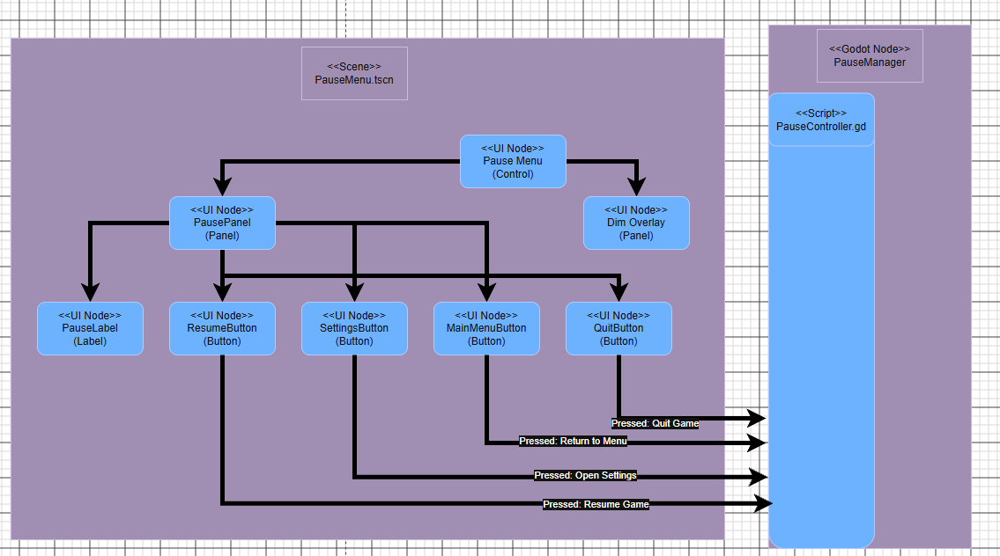 <<Scene>>
PauseMenu.tscn
<<Godot Node>>
PauseManager
<<Script>>
PauseController.gd
<<UI Node>>
Pause Menu
(Control)
<<UI Node>>
PausePanel
(Panel)
<<UI Node>>
Dim Overlay
(Panel)
<<UI Node>>
PauseLabel
(Label)
<<UI Node>>
ResumeButton
(Button)
<<UI Node>>
SettingsButton
(Button)
<<UI Node>>
MainMenuButton
(Button)
<<UI Node>>
QuitButton
(Button)
Pressed: Quit Game
Pressed: Return to Menu
Pressed: Open Settings
Pressed: Resume Game